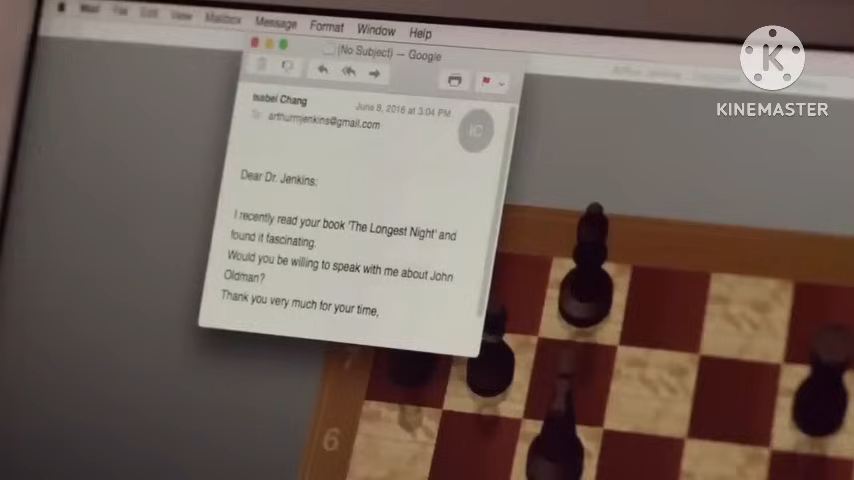 Mail File Edit View Mailbox Message Format Window Help
(No Subject) — Google
Isabel Chang
June 8, 2016 at 3:04 PM
To: arthurmjenkins@gmail.com
IC
Dear Dr. Jenkins:
I recently read your book 'The Longest Night' and
found it fascinating.
Would you be willing to speak with me about John
Oldman?
Thank you very much for your time,
6
K
KINEMASTER